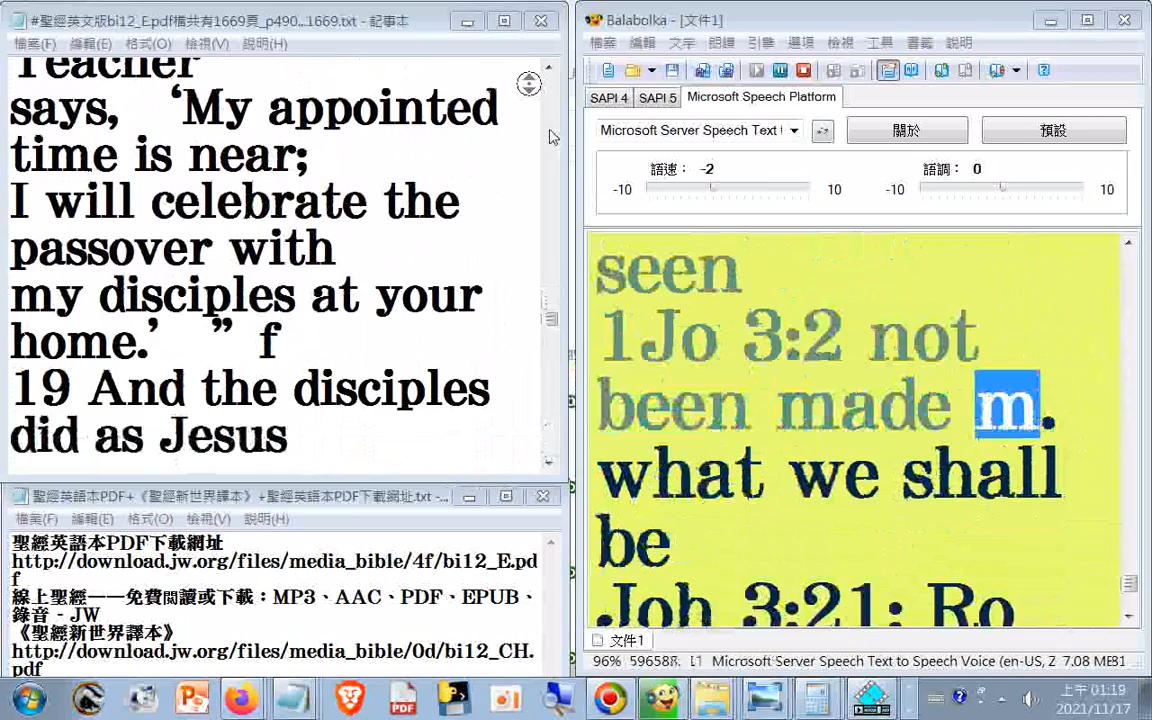 #聖經英文版bi12_E.pdf檔共有1669頁_p490...1669.txt - 記事本
檔案(F) 編輯(E) 格式(O) 檢視(V) 說明(H)
Teacher
says, ‘My appointed
time is near;
I will celebrate the
passover with
my disciples at your
home.’ ” f
19 And the disciples
did as Jesus
聖經英語本PDF+《聖經新世界譯本》+聖經英語本PDF下載網址.txt - ...
檔案(F) 編輯(E) 格式(O) 檢視(V) 說明(H)
聖經英語本PDF下載網址
http://download.jw.org/files/media_bible/4f/bi12_E.pd
f
線上聖經——免費閱讀或下載：MP3、AAC、PDF、EPUB、
錄音 - JW
《聖經新世界譯本》
http://download.jw.org/files/media_bible/0d/bi12_CH.
pdf
Balabolka - [文件1]
檔案 編輯 文字 朗讀 引擎 選項 檢視 工具 書籤 說明
SAPI 4 SAPI 5 Microsoft Speech Platform
Microsoft Server Speech Text 關於 預設
語速： -2 語調： 0
-10 10 -10 10
seen
1Jo 3:2 not
been made m.
what we shall
be
Joh 3:21; Ro
文件1
96% Microsoft Server Speech Text to Speech Voice (en-US, Z 7.08 MB
PDF
上午 01:19
2021/11/17